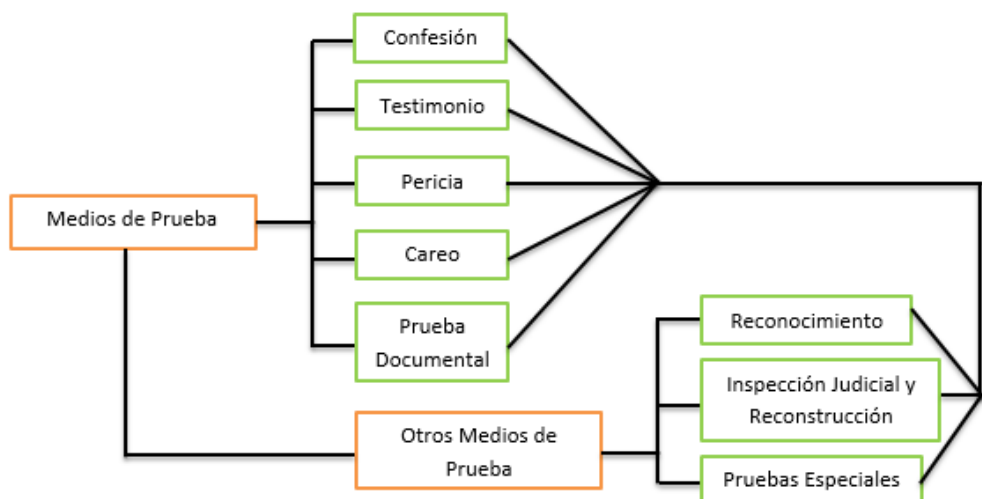 Confesión
Testimonio
Pericia
Medios de Prueba
Careo
Prueba
Documental
Reconocimiento
Inspección Judicial y
Reconstrucción
Otros Medios de
Prueba
Pruebas Especiales